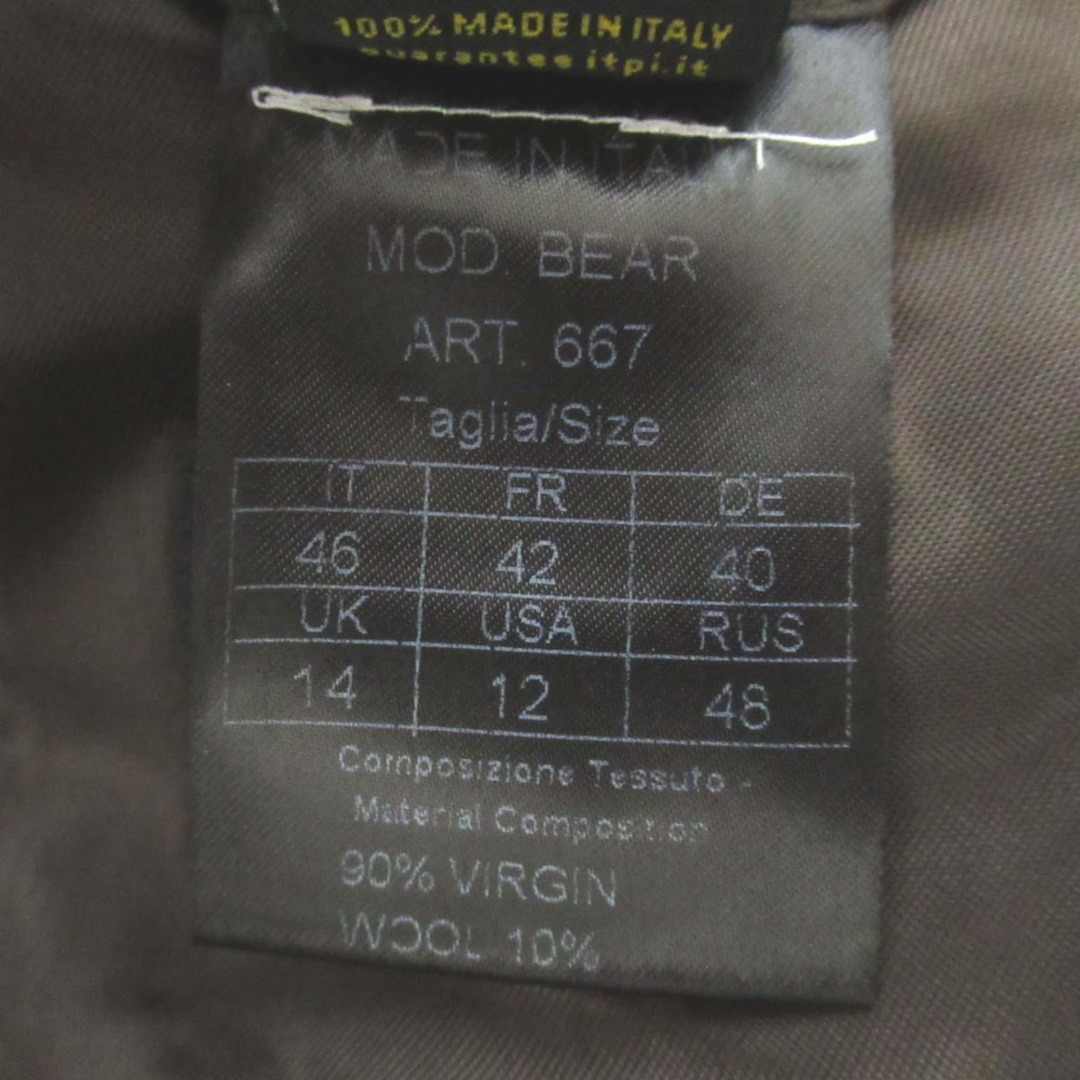 100% MADE IN ITALY
Guarantee itpi.it
MADE IN ITALY
MOD. BEAR
ART. 667
Taglia/Size
IT FR DE
46 42 40
UK USA RUS
14 12 48
Composizione Tessuto -
Material Composition
90% VIRGIN
WOOL 10%